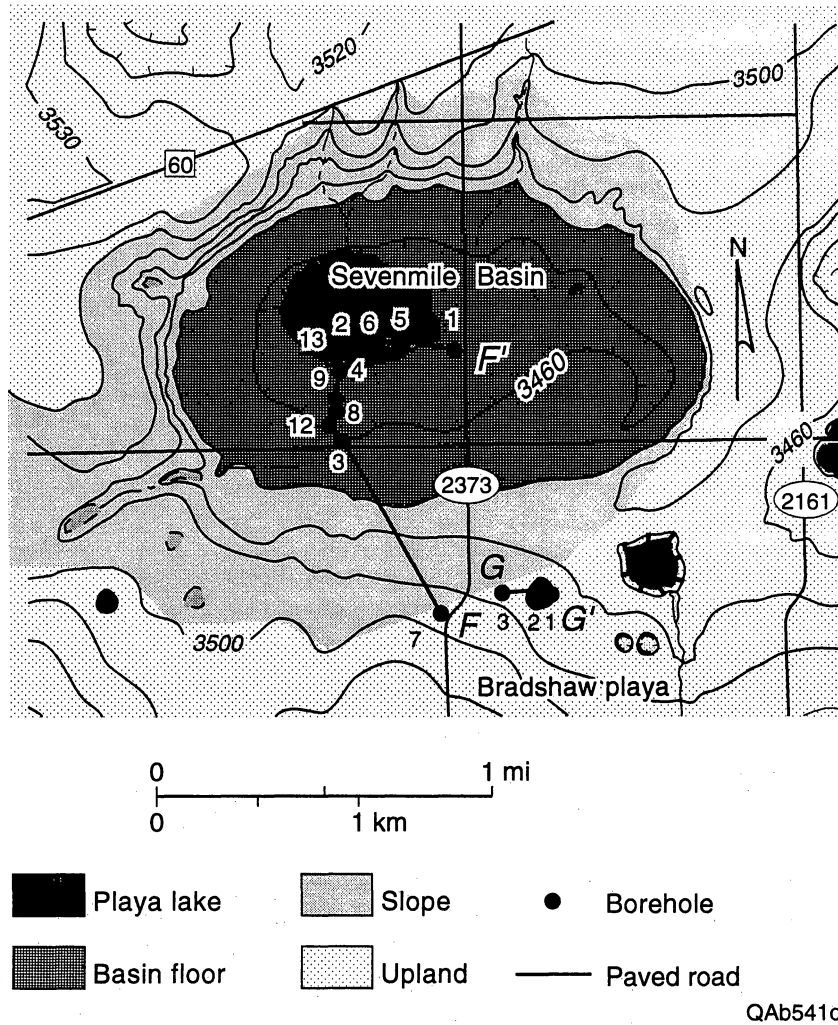 3520
3500
3530
60
N
Sevenmile Basin
2 6 5 1
13
F'
9 4
3460
12 8
3460
3
2373
2161
G
3 2 1 G'
7 F
3500
Bradshaw playa
0 1 mi
0 1 km
Playa lake
Slope
Borehole
Basin floor
Upland
Paved road
QAb541c